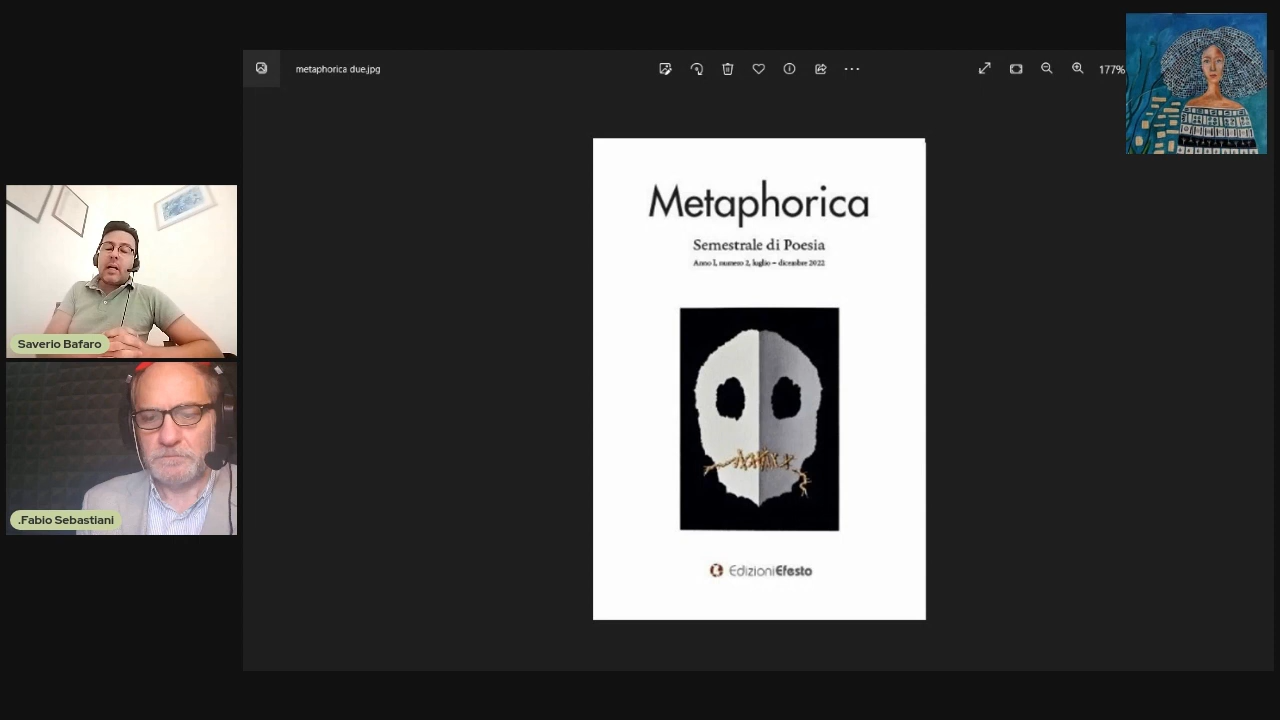 metaphorica due.jpg
177%
Metaphorica
Semestrale di Poesia
Anno I, numero 2, luglio – dicembre 2022
EdizioniEfesto
Saverio Bafaro
.Fabio Sebastiani